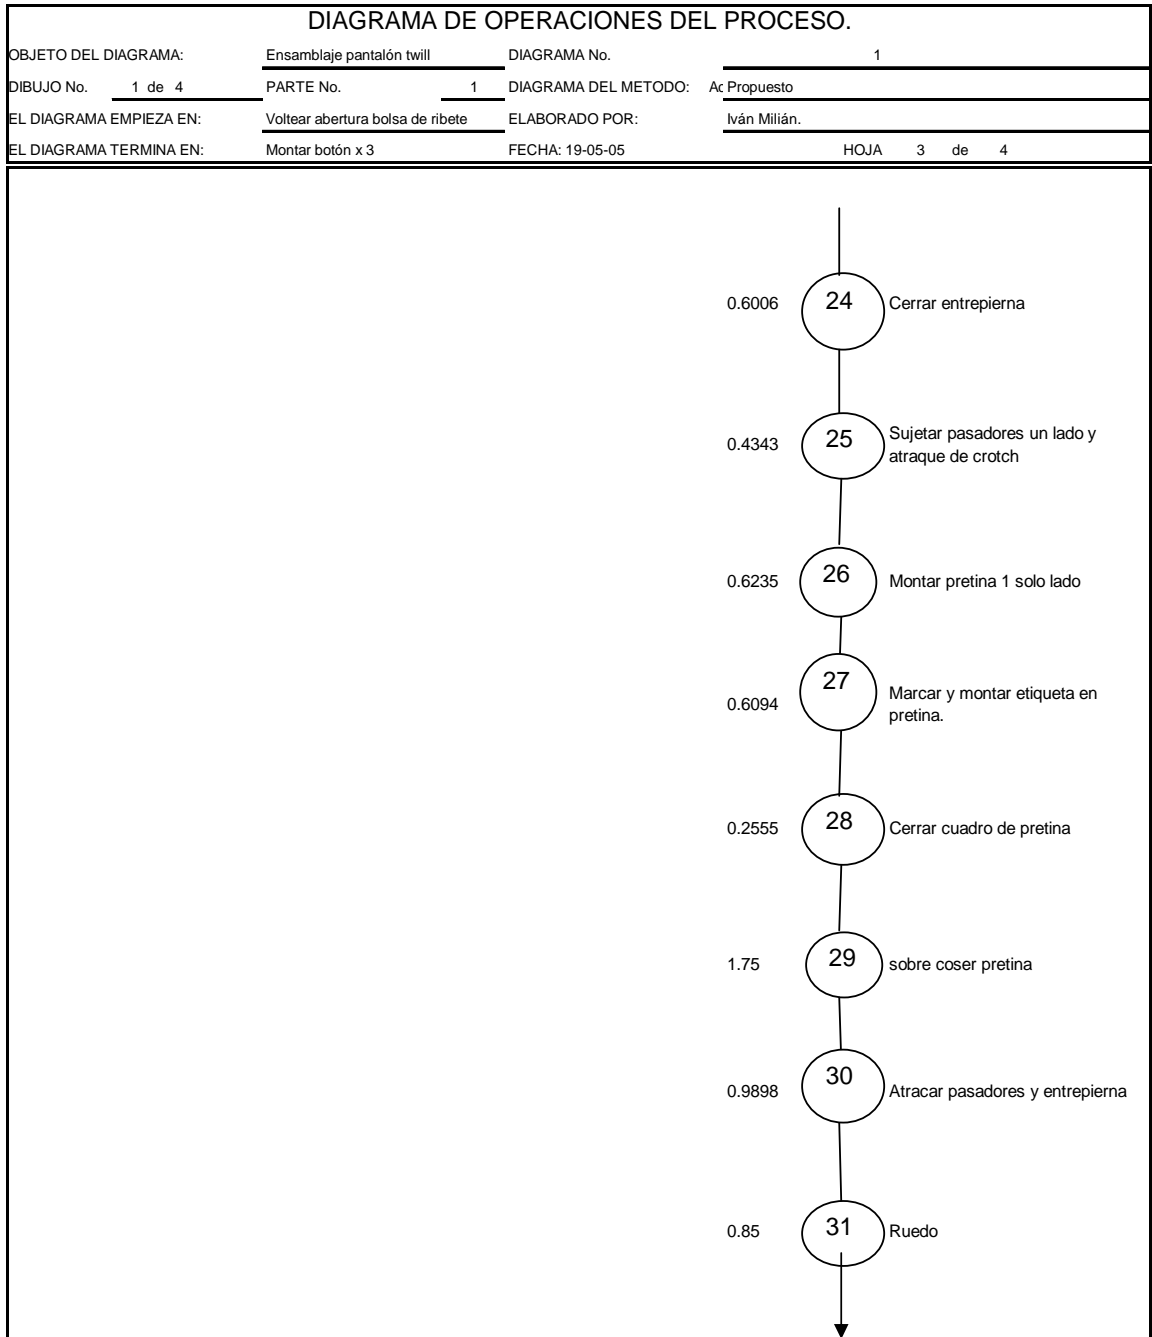 DIAGRAMA DE OPERACIONES DEL PROCESO.
OBJETO DEL DIAGRAMA: Ensamblaje pantalón twill DIAGRAMA No. 1
DIBUJO No. 1 de 4 PARTE No. 1 DIAGRAMA DEL METODO: Ac Propuesto
EL DIAGRAMA EMPIEZA EN: Voltear abertura bolsa de ribete ELABORADO POR: Iván Milián.
EL DIAGRAMA TERMINA EN: Montar botón x 3 FECHA: 19-05-05 HOJA 3 de 4
0.6006 24 Cerrar entrepierna
0.4343 25 Sujetar pasadores un lado y
atraque de crotch
0.6235 26 Montar pretina 1 solo lado
0.6094 27 Marcar y montar etiqueta en
pretina.
0.2555 28 Cerrar cuadro de pretina
1.75 29 sobre coser pretina
0.9898 30 Atracar pasadores y entrepierna
0.85 31 Ruedo